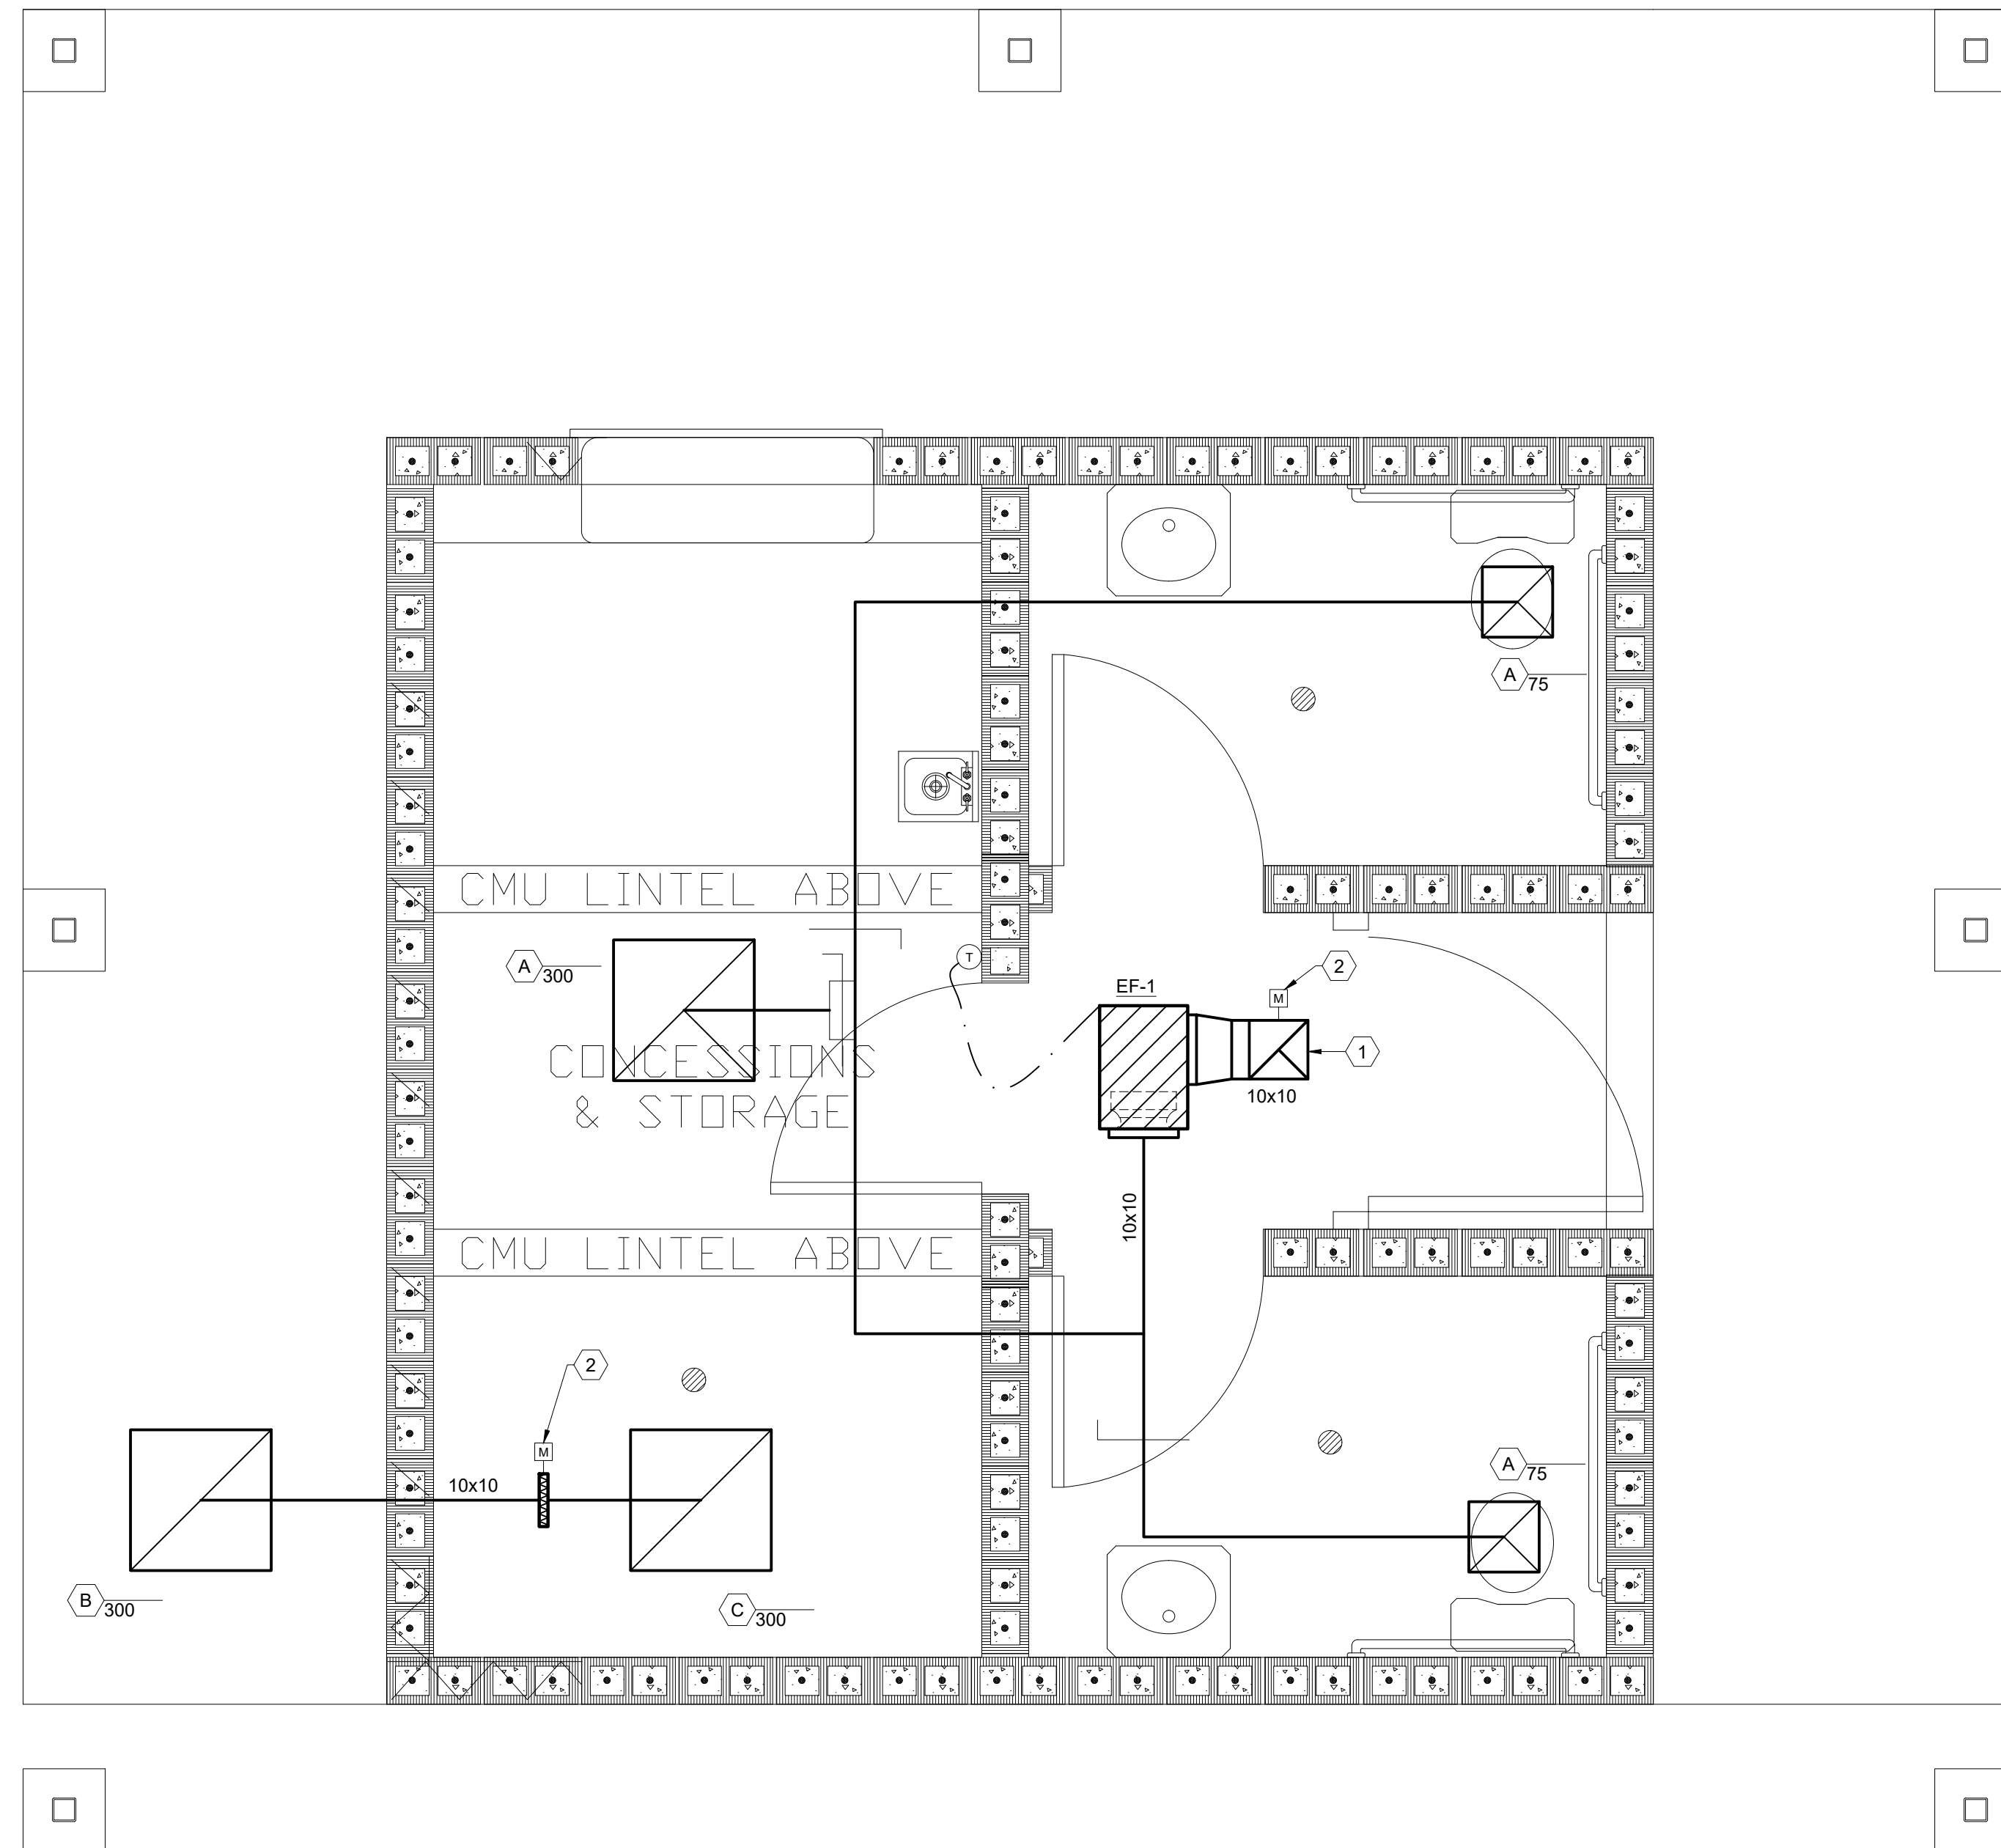 A
75
CMU LINTEL ABOVE
A
300
T
2
M
EF-1
1
10x10
CONCESSIONS
& STORAGE
10x10
CMU LINTEL ABOVE
2
M
A
75
10x10
B
300
C
300